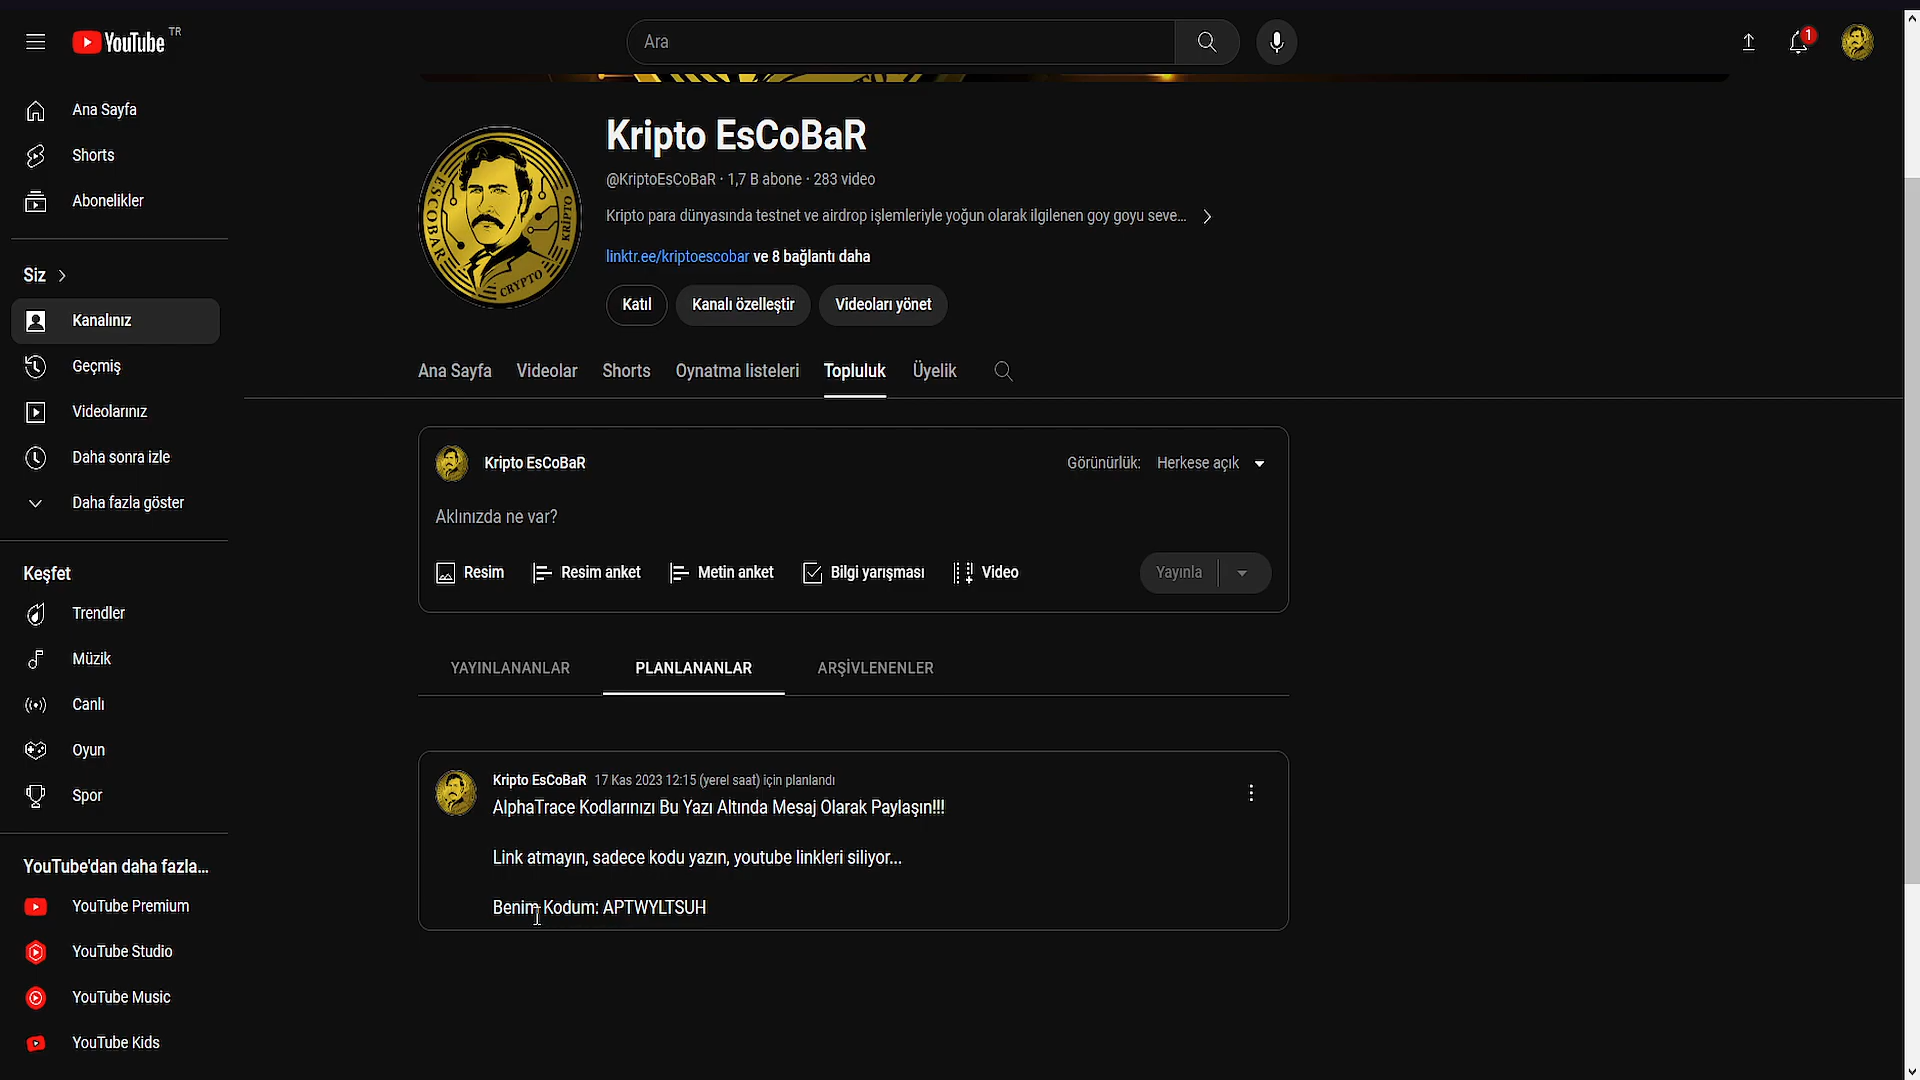 YouTube TR
Ara
1
Ana Sayfa
Shorts
Abonelikler
Siz
Kanalınız
Geçmiş
Videolarınız
Daha sonra izle
Daha fazla göster
Keşfet
Trendler
Müzik
Canlı
Oyun
Spor
YouTube'dan daha fazla...
YouTube Premium
YouTube Studio
YouTube Music
YouTube Kids
ESCOBAR
KRİPTO
CRYPTO
Kripto EsCoBaR
@KriptoEsCoBaR · 1,7 B abone · 283 video
Kripto para dünyasında testnet ve airdrop işlemleriyle yoğun olarak ilgilenen goy goyu seve...
linktr.ee/kriptoescobar ve 8 bağlantı daha
Katıl Kanalı özelleştir Videoları yönet
Ana Sayfa Videolar Shorts Oynatma listeleri Topluluk Üyelik
Kripto EsCoBaR Görünürlük: Herkese açık
Aklınızda ne var?
Resim Resim anket Metin anket Bilgi yarışması Video Yayınla
YAYINLANANLAR PLANLANANLAR ARŞİVLENENLER
Kripto EsCoBaR 17 Kas 2023 12:15 (yerel saat) için planlandı
AlphaTrace Kodlarınızı Bu Yazı Altında Mesaj Olarak Paylaşın!!!
Link atmayın, sadece kodu yazın, youtube linkleri siliyor...
Benim Kodum: APTWYLTSUH